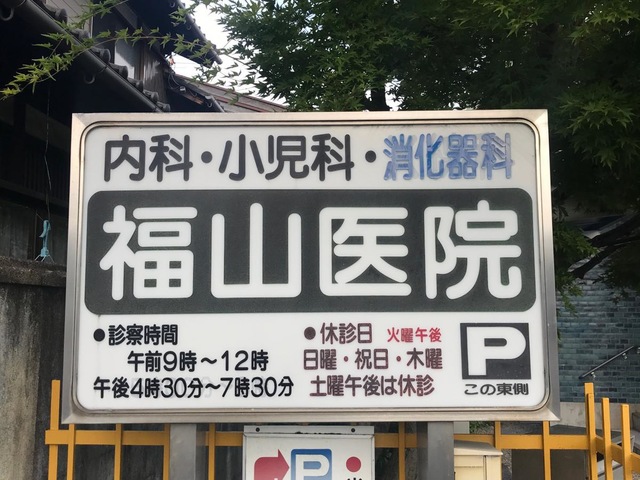 内科・小児科・消化器科
福山医院
●診察時間
午前9時～12時
午後4時30分～7時30分
●休診日 火曜午後
日曜・祝日・木曜
土曜午後は休診
P
この東側
P